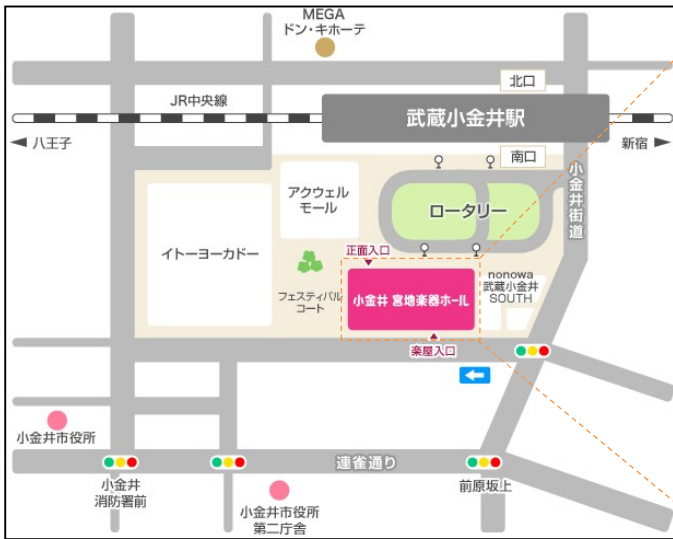 MEGA
ドン・キホーテ
北口
JR中央線
武蔵小金井駅
八王子
新宿
南口
小金井街道
アクウェル
モール
ロータリー
イトーヨーカドー
正面入口
nonowa
武蔵小金井
SOUTH
フェスティバル
コート
小金井 宮地楽器ホール
楽屋入口
小金井市役所
連雀通り
小金井
消防署前
前原坂上
小金井市役所
第二庁舎